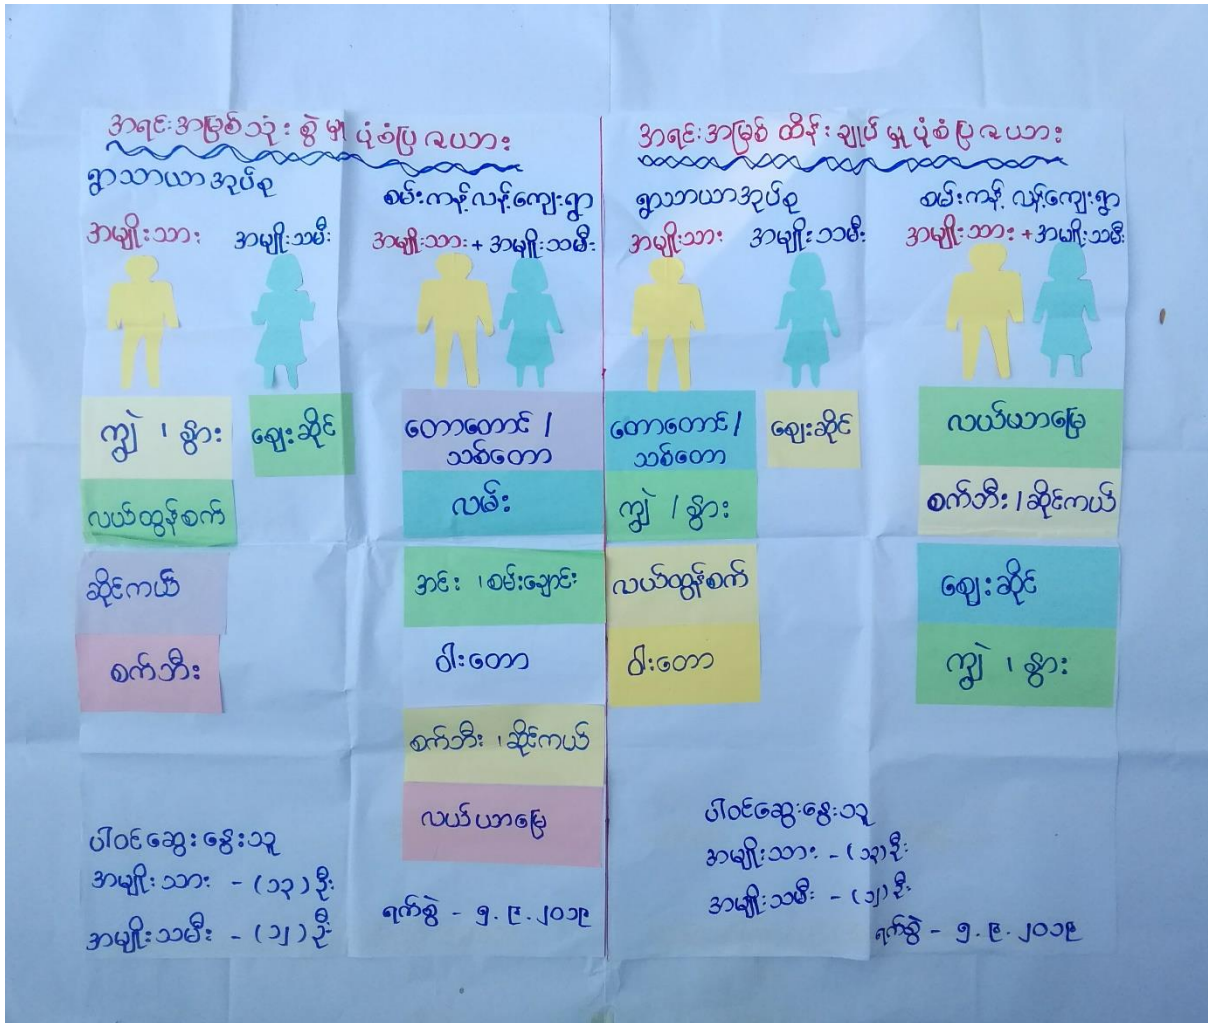 အရင်းအမြစ်သုံးစွဲမှုပုံစံပြဇယား
ရွာသာယာအုပ်စု
စမ်းကန့်လန့်ကျေးရွာ
အမျိုးသား
အမျိုးသမီး
အမျိုးသား + အမျိုးသမီး
ကျွဲ ၊ နွား
ဈေးဆိုင်
တောတောင် /
သစ်တော
လယ်ထွန်စက်
လမ်း
ဆိုင်ကယ်
အင်း ၊ စမ်းချောင်း
စက်ဘီး
ဝါးတော
စက်ဘီး ၊ ဆိုင်ကယ်
လယ်ယာမြေ
ပါဝင်ဆွေးနွေးသူ
အမျိုးသား - (၁၃) ဦး
အမျိုးသမီး - (၁၂) ဦး
ရက်စွဲ - ၅.၉.၂၀၁၉
အရင်းအမြစ်ထိန်းချုပ်မှုပုံစံပြဇယား
ရွာသာယာအုပ်စု
စမ်းကန့်လန့်ကျေးရွာ
အမျိုးသား
အမျိုးသမီး
အမျိုးသား + အမျိုးသမီး
တောတောင် /
သစ်တော
ဈေးဆိုင်
လယ်ယာမြေ
ကျွဲ / နွား
စက်ဘီး / ဆိုင်ကယ်
လယ်ထွန်စက်
ဈေးဆိုင်
ဝါးတော
ကျွဲ ၊ နွား
ပါဝင်ဆွေးနွေးသူ
အမျိုးသား - (၁၃) ဦး
အမျိုးသမီး - (၁၂) ဦး
ရက်စွဲ - ၅.၉.၂၀၁၉